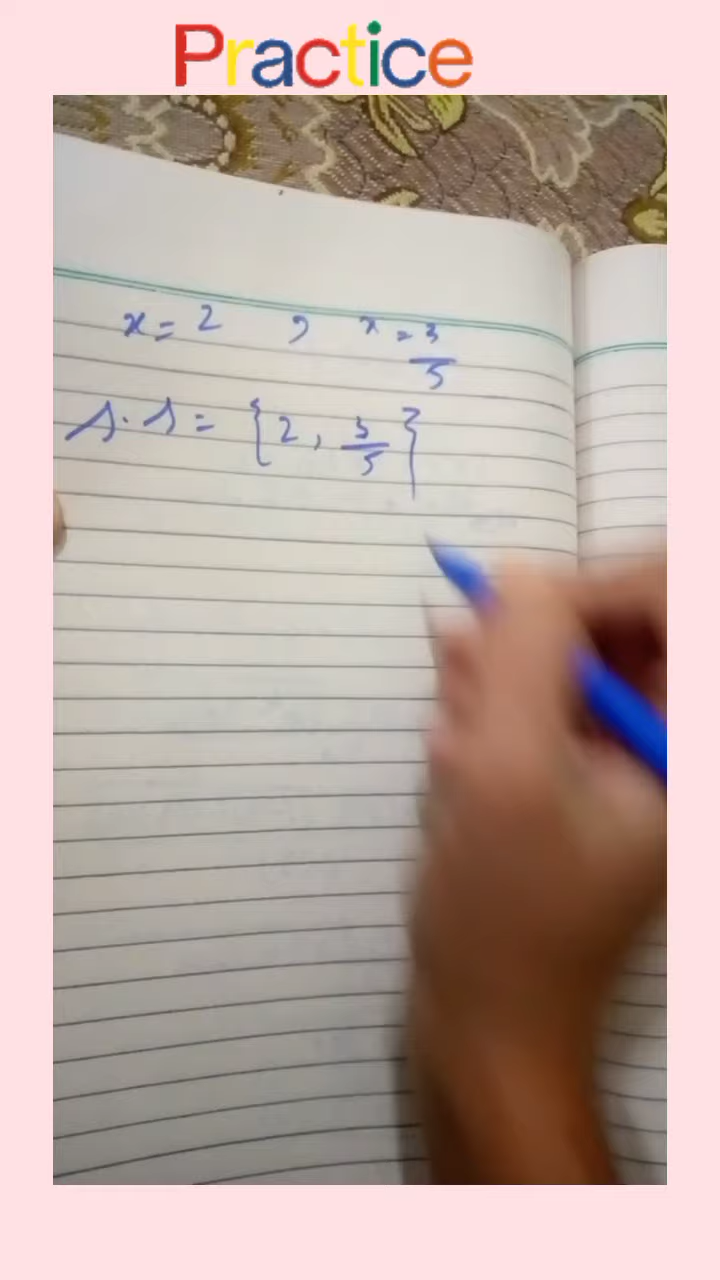 Practice
x = 2 , x = 3/5
S.S = {2, 3/5}